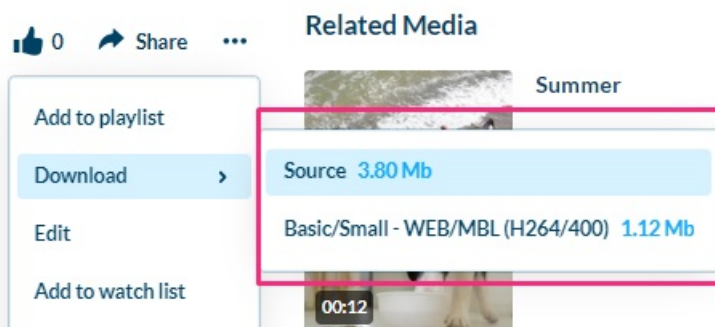 0 Share ...
Related Media
Add to playlist
Download >
Edit
Add to watch list
Summer
Source 3.80 Mb
Basic/Small - WEB/MBL (H264/400) 1.12 Mb
00:12